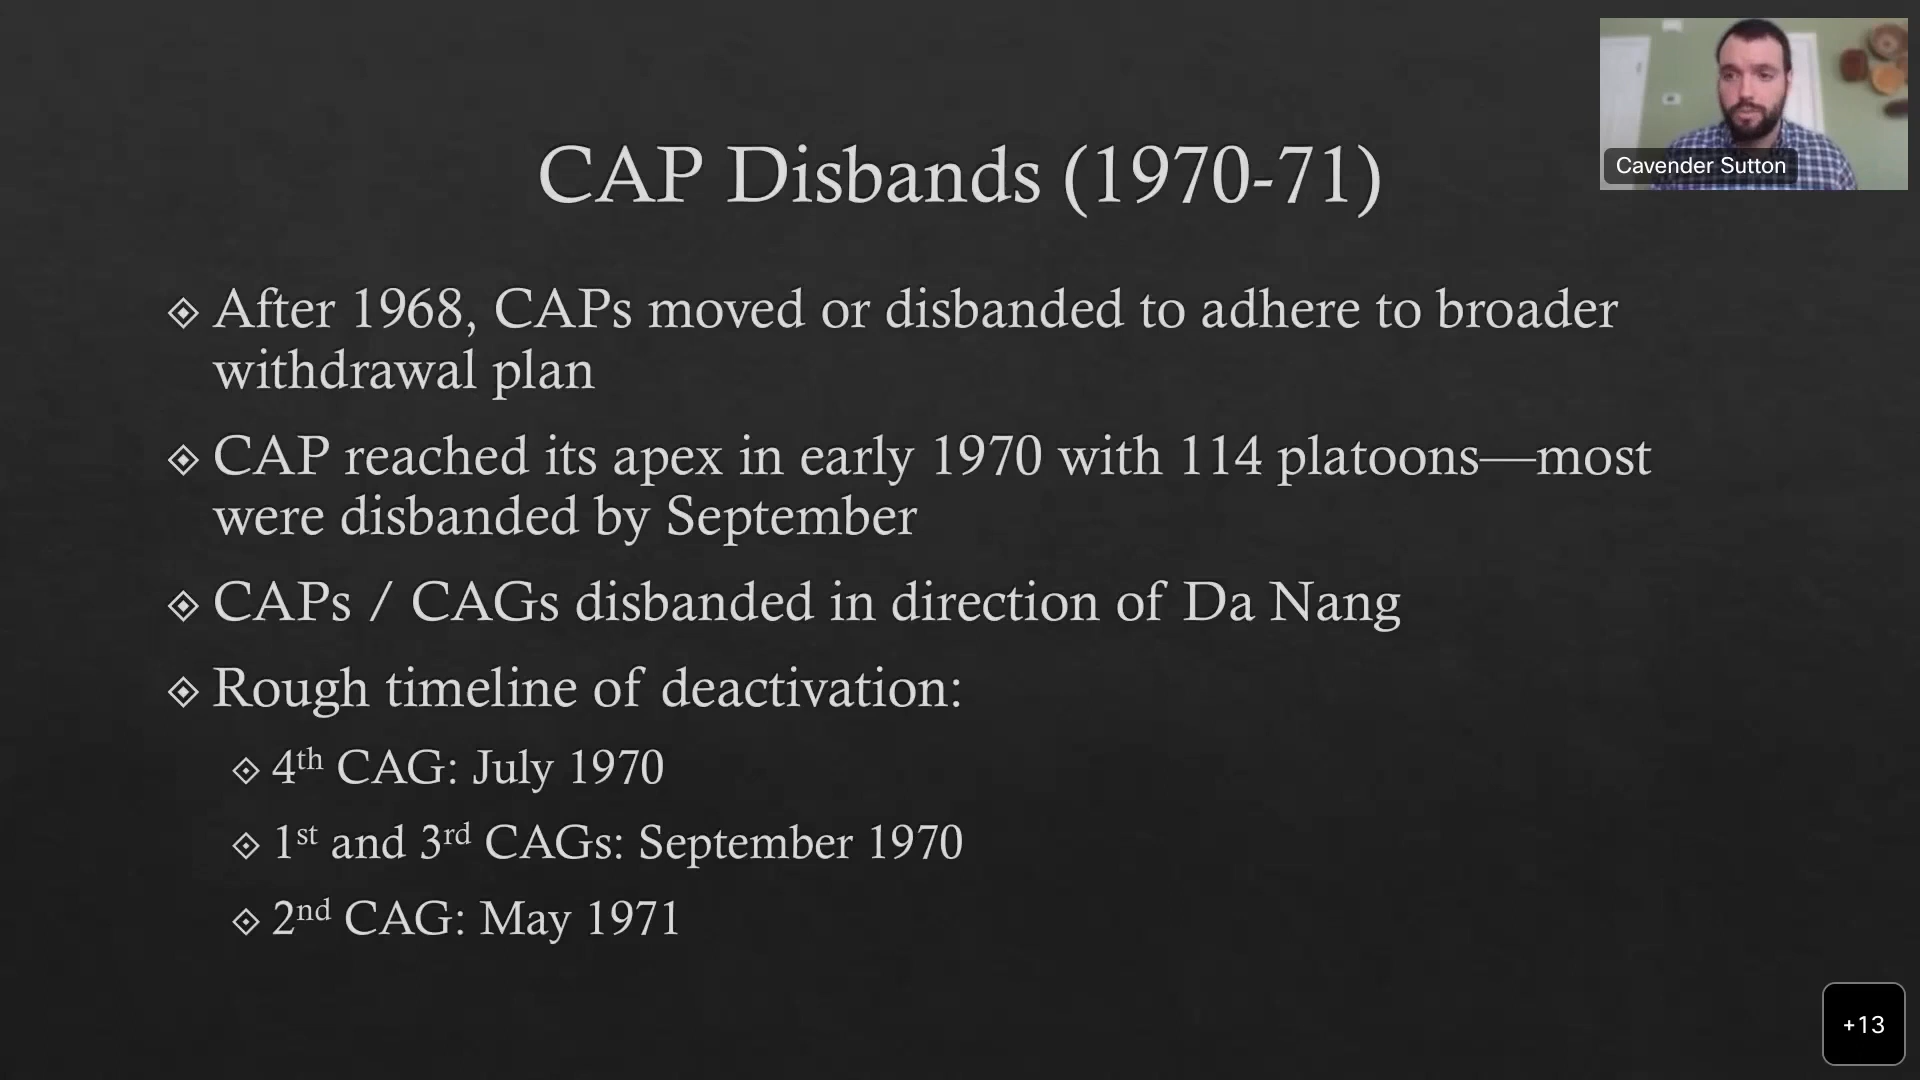 CAP Disbands (1970-71)
Cavender Sutton
After 1968, CAPs moved or disbanded to adhere to broader
withdrawal plan
CAP reached its apex in early 1970 with 114 platoons—most
were disbanded by September
CAPs / CAGs disbanded in direction of Da Nang
Rough timeline of deactivation:
4th CAG: July 1970
1st and 3rd CAGs: September 1970
2nd CAG: May 1971
+13